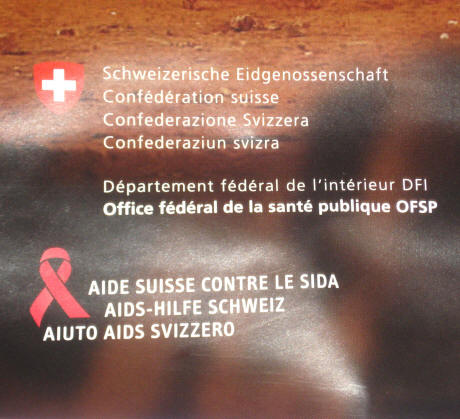 Schweizerische Eidgenossenschaft
Confédération suisse
Confederazione Svizzera
Confederaziun svizra
Département fédéral de l'intérieur DFI
Office fédéral de la santé publique OFSP
AIDE SUISSE CONTRE LE SIDA
AIDS-HILFE SCHWEIZ
AIUTO AIDS SVIZZERO